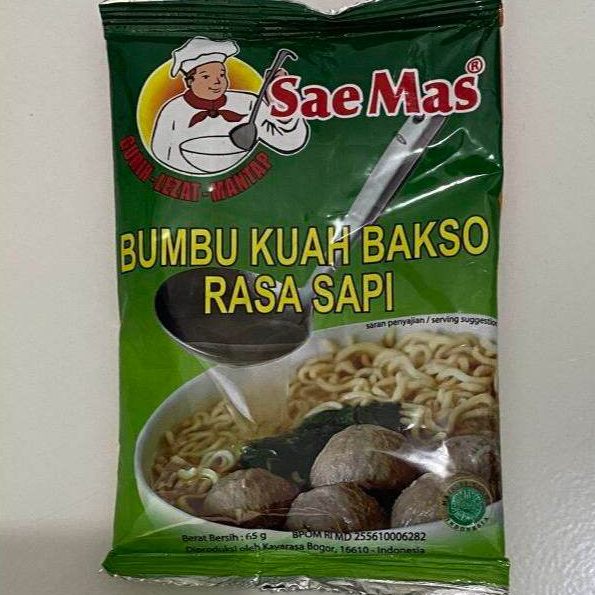 Sae Mas®
GURIH - LEZAT - MANTAP
BUMBU KUAH BAKSO
RASA SAPI
saran penyajian / serving suggestion
Berat Bersih : 65 g
BPOM RI MD 255610006282
Diproduksi oleh Kayarasa Bogor, 16610 - Indonesia
INDONESIA